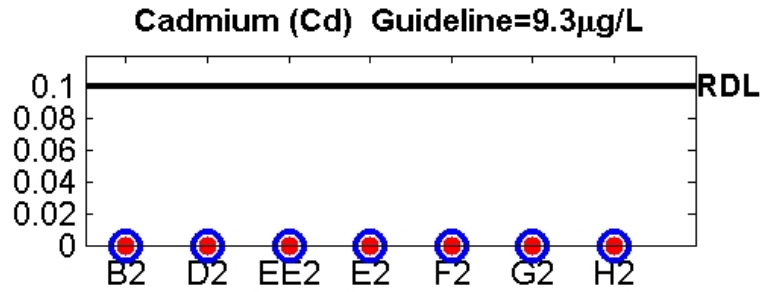 Cadmium (Cd)  Guideline=9.3μg/L
0.1
RDL
0.08
0.06
0.04
0.02
0
B2 D2 EE2 E2 F2 G2 H2